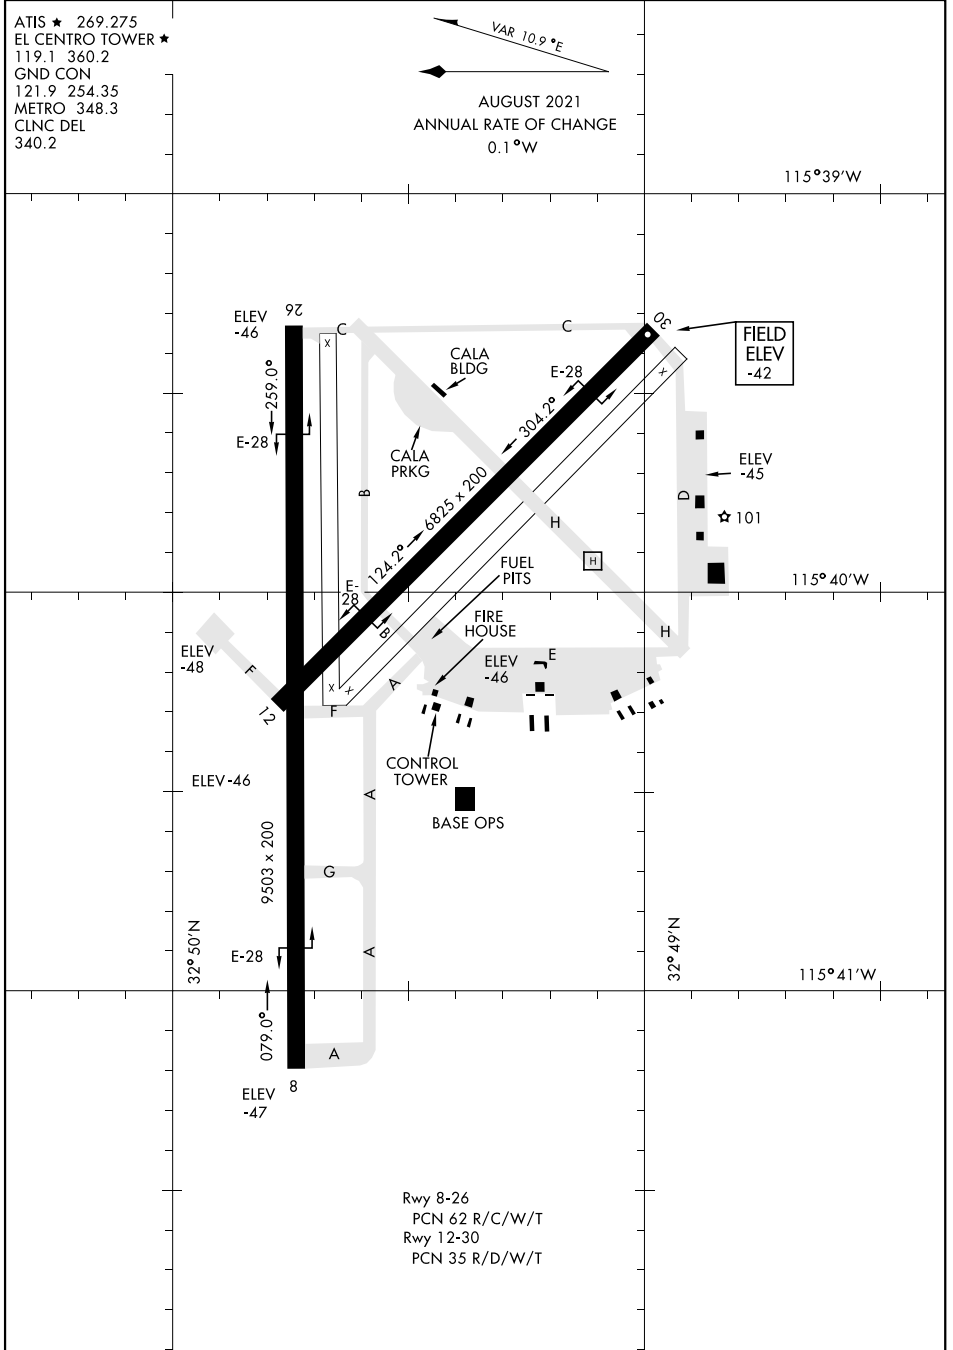 ATIS ★ 269.275
EL CENTRO TOWER ★
119.1 360.2
GND CON
121.9 254.35
METRO 348.3
CLNC DEL
340.2
VAR 10.9 °E
AUGUST 2021
ANNUAL RATE OF CHANGE
0.1°W
115°39'W
26
ELEV
-46
C
C
30
FIELD
ELEV
-42
X
X
CALA
BLDG
E-28
259.0°
304.2°
E-28
CALA
PRKG
ELEV
-45
B
6825 x 200
D
101
H
124.2°
H
FUEL
PITS
115°40'W
E-
28
FIRE
HOUSE
B
H
ELEV
-48
ELEV
-46
E
F
A
X
X
12
F
CONTROL
TOWER
ELEV-46
A
BASE OPS
9503 x 200
G
32°50'N
32°49'N
E-28
A
115°41'W
079.0°
A
8
ELEV
-47
Rwy 8-26
PCN 62 R/C/W/T
Rwy 12-30
PCN 35 R/D/W/T